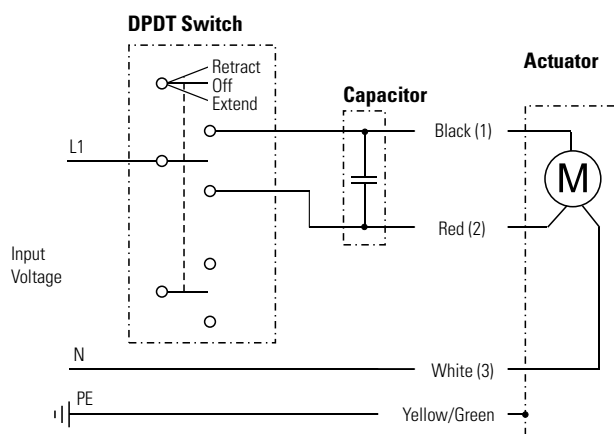 DPDT Switch
Retract
Off
Extend
Capacitor
Actuator
L1
Black (1)
M
Red (2)
Input
Voltage
N
White (3)
PE
Yellow/Green